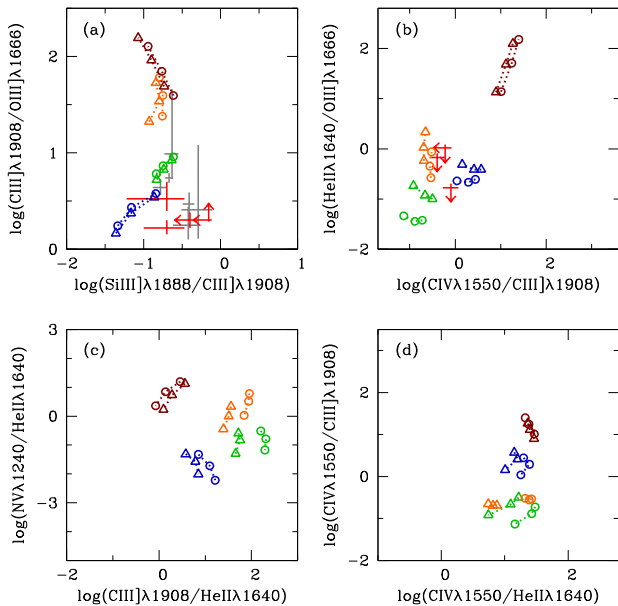 (a)
2
1
0
−2
−1
0
1
log(CIII]λ1908/OIII]λ1666)
log(SiIII]λ1888/CIII]λ1908)
(b)
2
0
−2
0
2
log(HeIIλ1640/OIII]λ1666)
log(CIVλ1550/CIII]λ1908)
(c)
3
0
−3
−2
0
2
log(NVλ1240/HeIIλ1640)
log(CIII]λ1908/HeIIλ1640)
(d)
2
0
−2
0
2
log(CIVλ1550/CIII]λ1908)
log(CIVλ1550/HeIIλ1640)